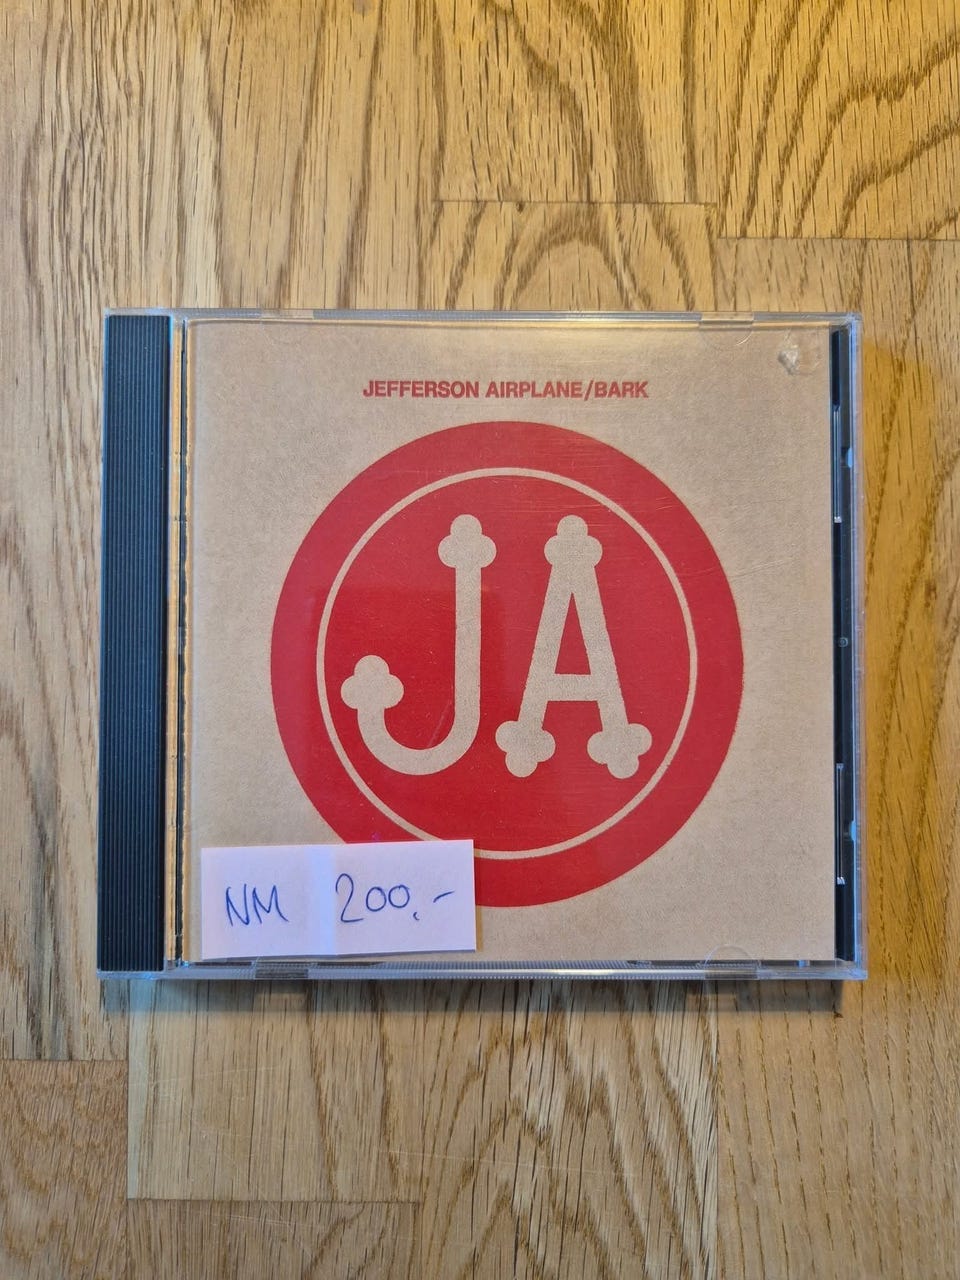 JEFFERSON AIRPLANE/BARK
JA
NM 200,-